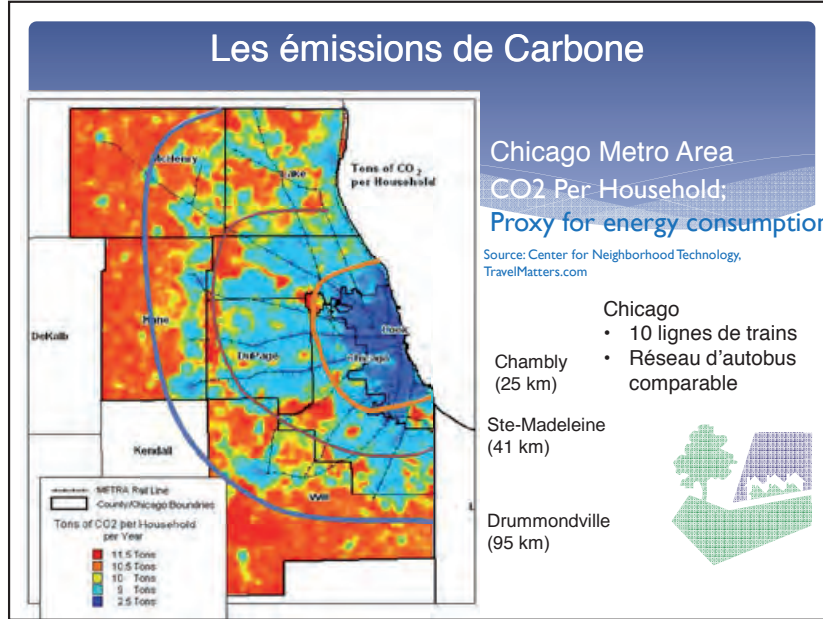 Les émissions de Carbone
McHenry
Lake
Tons of CO2
per Household
Chicago Metro Area
CO2 Per Household;
Proxy for energy consumption
Source: Center for Neighborhood Technology,
TravelMatters.com
DeKalb
Kane
DuPage
Cook
Chicago
Kendall
Will
L
Chicago
• 10 lignes de trains
• Réseau d'autobus
comparable
Chambly
(25 km)
Ste-Madeleine
(41 km)
Drummondville
(95 km)
METRA Rail Line
County/Chicago Boundries
Tons of CO2 per Household
per Year
11.5 Tons
10.5 Tons
10 Tons
5 Tons
2.5 Tons